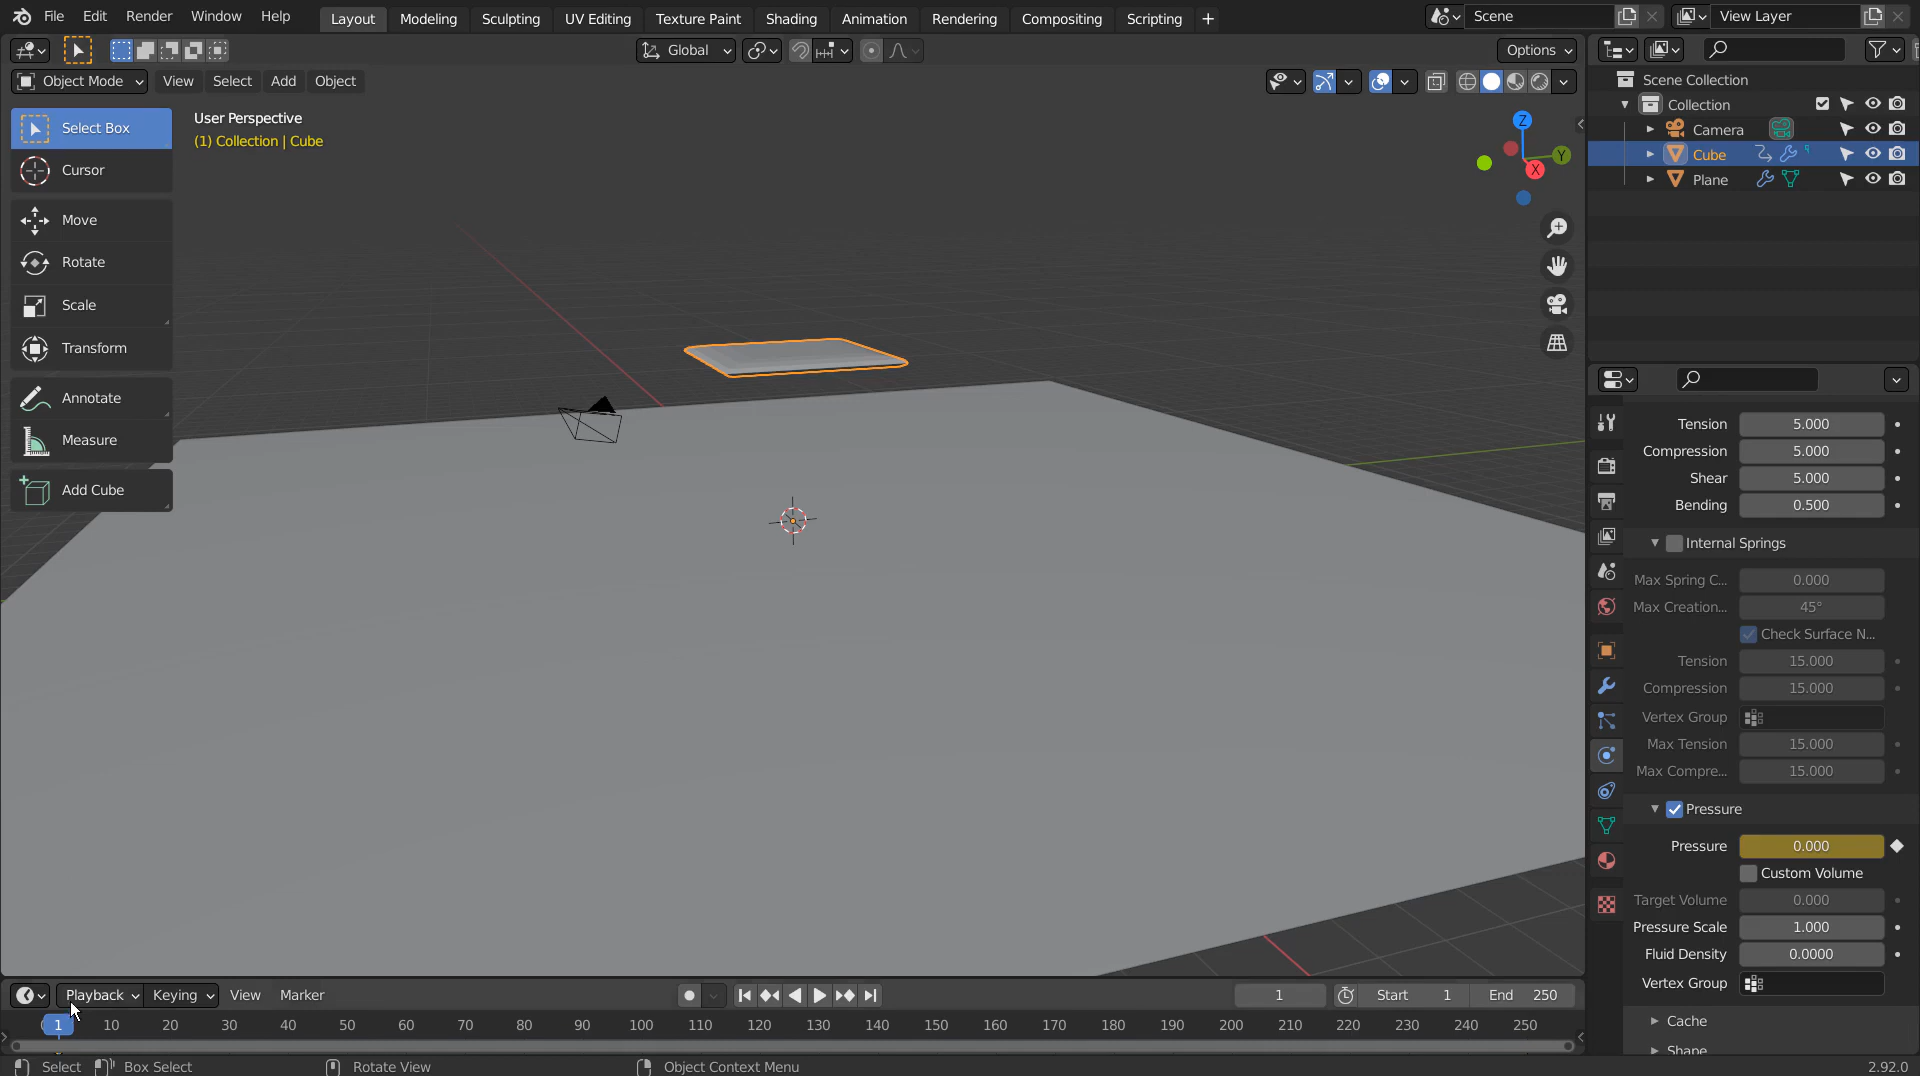 File Edit Render Window Help Layout Modeling Sculpting UV Editing Texture Paint Shading Animation Rendering Compositing Scripting + Scene View Layer
Global Options
Object Mode View Select Add Object
Scene Collection
Collection
Camera
Cube
Plane
Select Box
Cursor
Move
Rotate
Scale
Transform
Annotate
Measure
Add Cube
User Perspective
(1) Collection | Cube
Z
Y
X
Tension 5.000
Compression 5.000
Shear 5.000
Bending 0.500
Internal Springs
Max Spring C... 0.000
Max Creation... 45°
Check Surface N...
Tension 15.000
Compression 15.000
Vertex Group
Max Tension 15.000
Max Compre... 15.000
Pressure
Pressure 0.000
Custom Volume
Target Volume 0.000
Pressure Scale 1.000
Fluid Density 0.0000
Vertex Group
Cache
Shape
Playback Keying View Marker 1 Start 1 End 250
1 10 20 30 40 50 60 70 80 90 100 110 120 130 140 150 160 170 180 190 200 210 220 230 240 250
Select Box Select Rotate View Object Context Menu 2.92.0